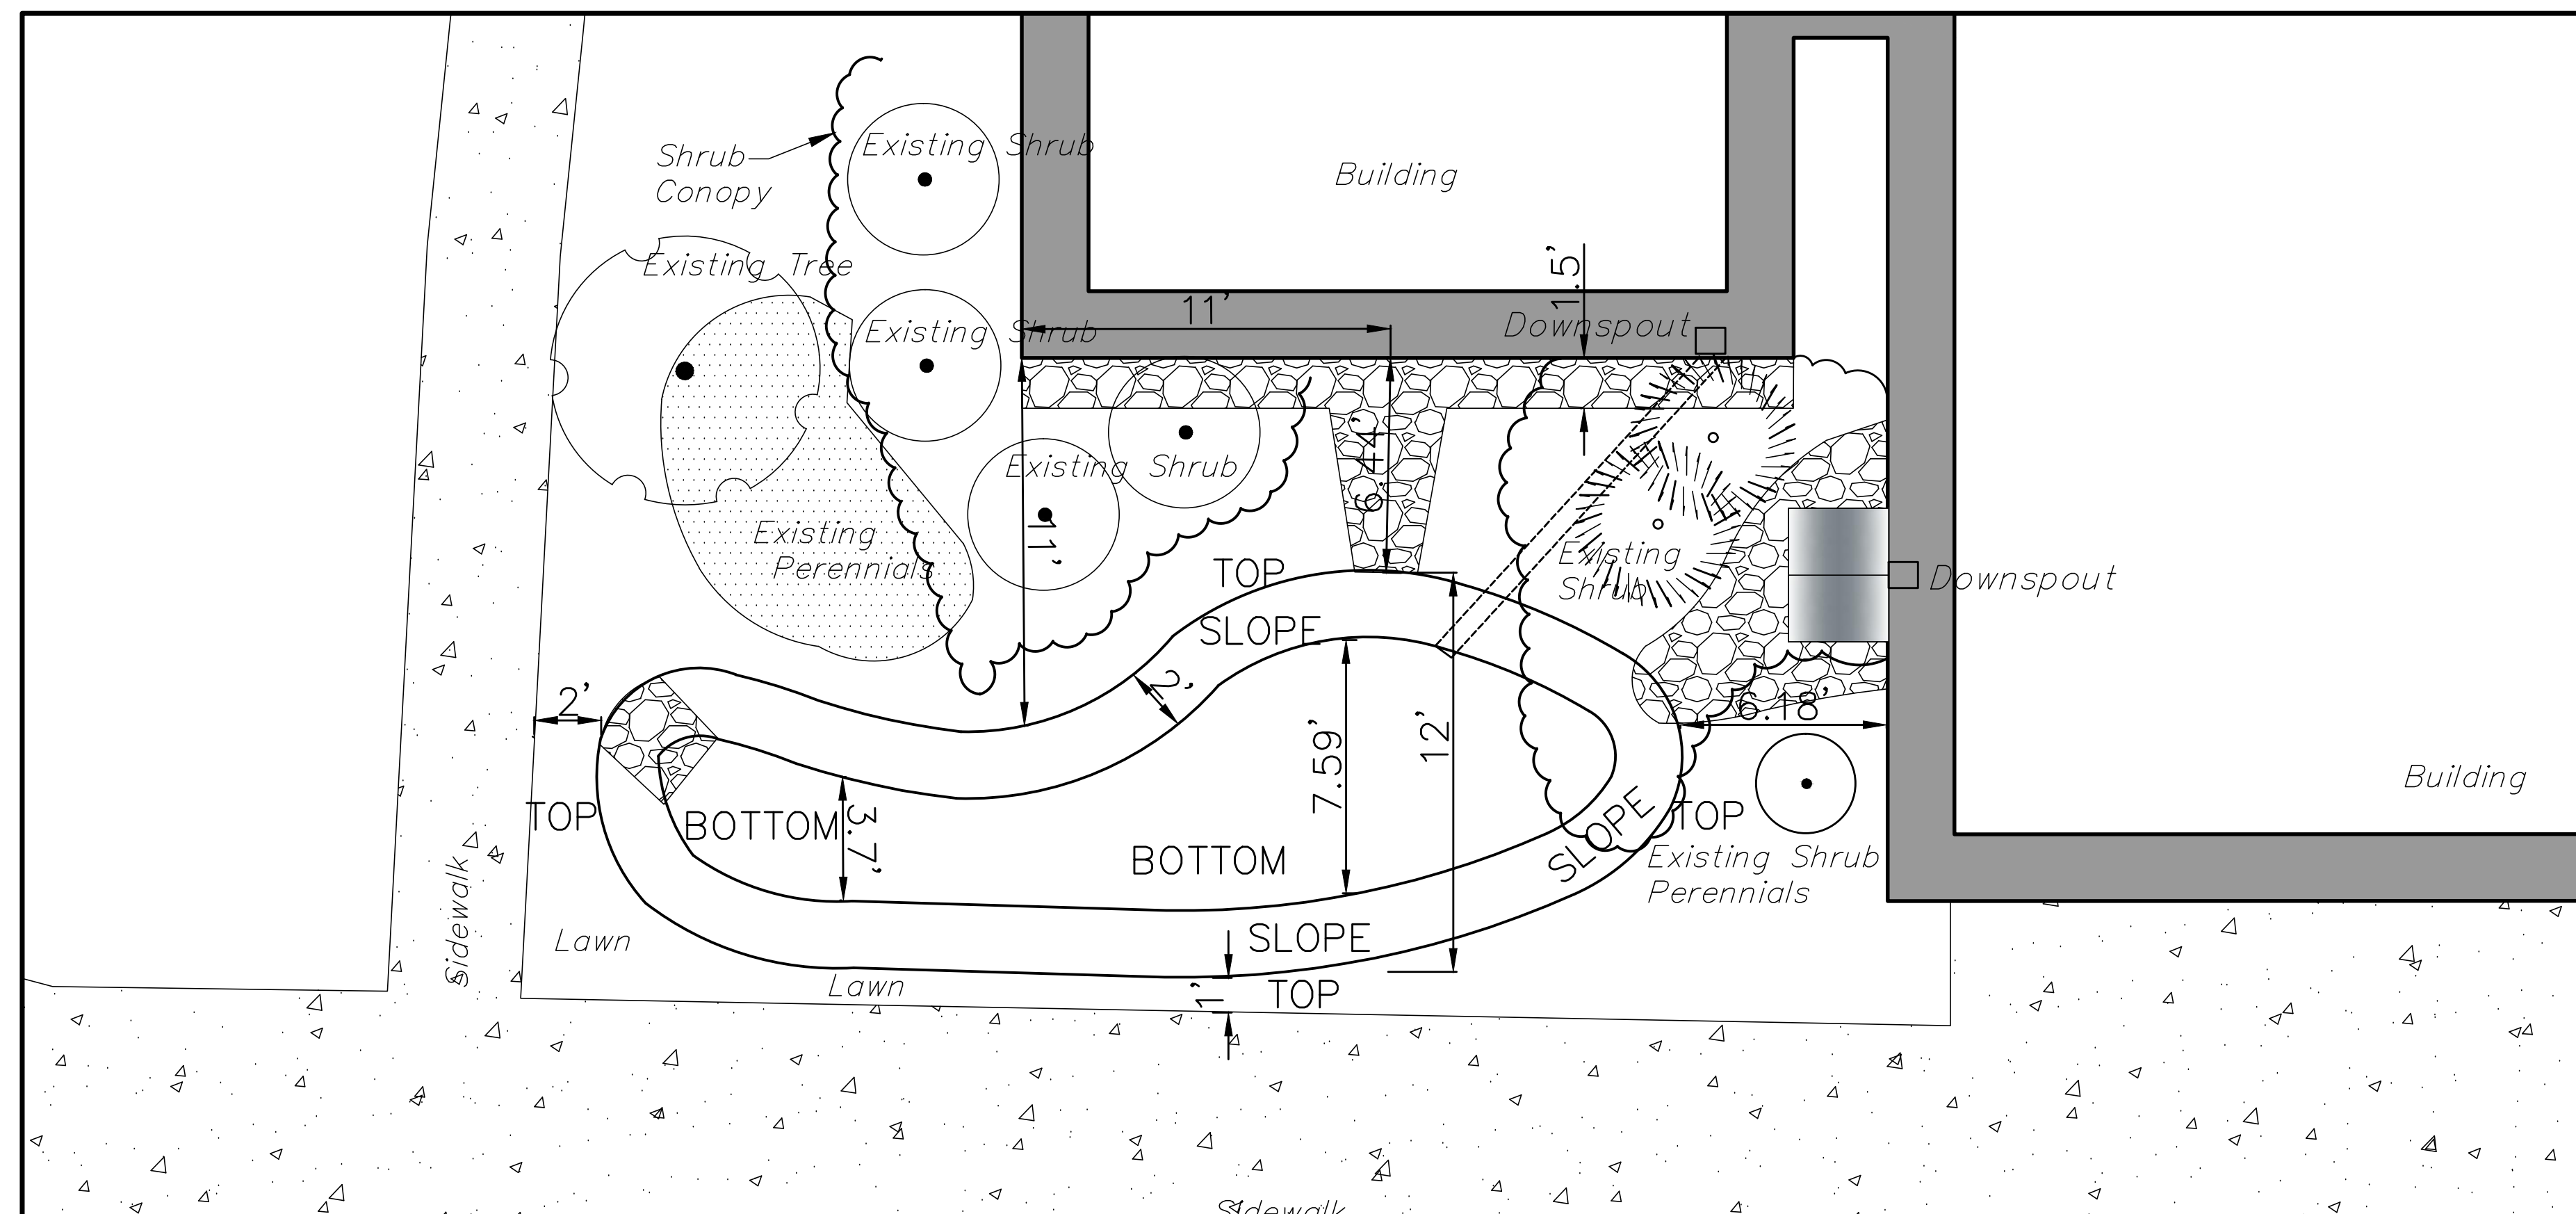 Existing Shrub
Shrub
Conopy
Building
Existing Tree
1.5'
11'
Existing Shrub
Downspout
6.44'
Existing Shrub
Existing
Perennials
11'
TOP
Existing
Shrub
Downspout
SLOPE
2'
2'
6.18'
7.59'
12'
Building
TOP
BOTTOM
3.7'
BOTTOM
SLOPE
TOP
Existing Shrub
Perennials
Sidewalk
Lawn
SLOPE
Lawn
1'
TOP
Sidewalk